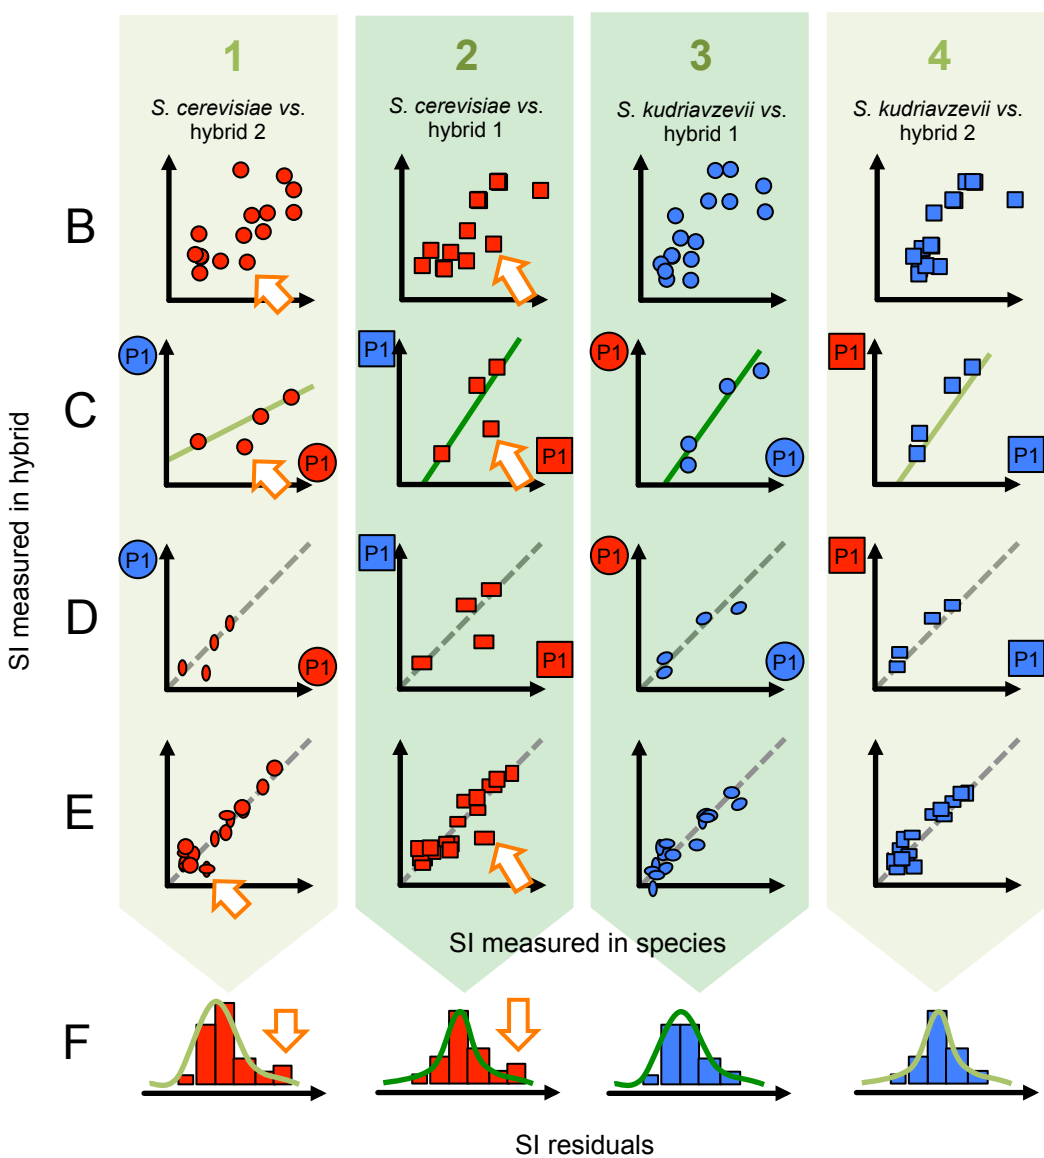 1
2
3
4
S. cerevisiae vs.
hybrid 2
S. cerevisiae vs.
hybrid 1
S. kudriavzevii vs.
hybrid 1
S. kudriavzevii vs.
hybrid 2
B
SI measured in hybrid
C
P1
P1
P1
P1
P1
P1
P1
P1
D
P1
P1
P1
P1
P1
P1
P1
P1
E
SI measured in species
F
SI residuals